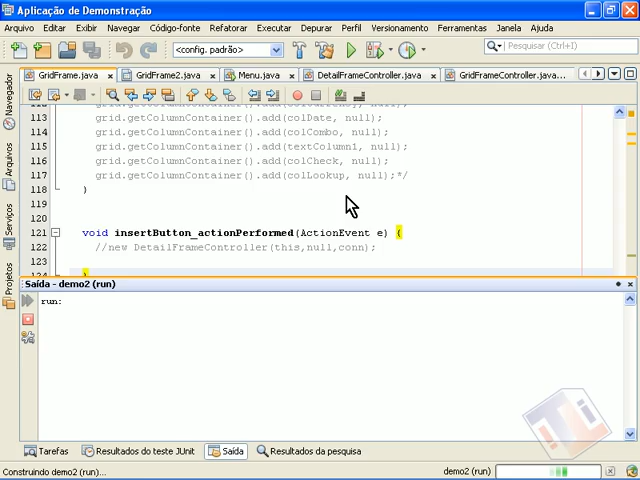 Aplicação de Demonstração
Arquivo Editar Exibir Navegar Código-fonte Refatorar Executar Depurar Perfil Versionamento Ferramentas Janela Ajuda
<config. padrão> Pesquisar (Ctrl+I)
GridFrame.java GridFrame2.java Menu.java DetailFrameController.java GridFrameController.java...
Navegador
Arquivos
Serviços
Projetos
113 grid.getColumnContainer().add(colDate, null);
114 grid.getColumnContainer().add(colCombo, null);
115 grid.getColumnContainer().add(textColumn1, null);
116 grid.getColumnContainer().add(colCheck, null);
117 grid.getColumnContainer().add(colLookup, null);*/
118 }
119
120
121 void insertButton_actionPerformed(ActionEvent e) {
122 //new DetailFrameController(this,null,conn);
123
124 }
Saída - demo2 (run)
run:
Tarefas Resultados do teste JUnit Saída Resultados da pesquisa
Construindo demo2 (run)... demo2 (run)